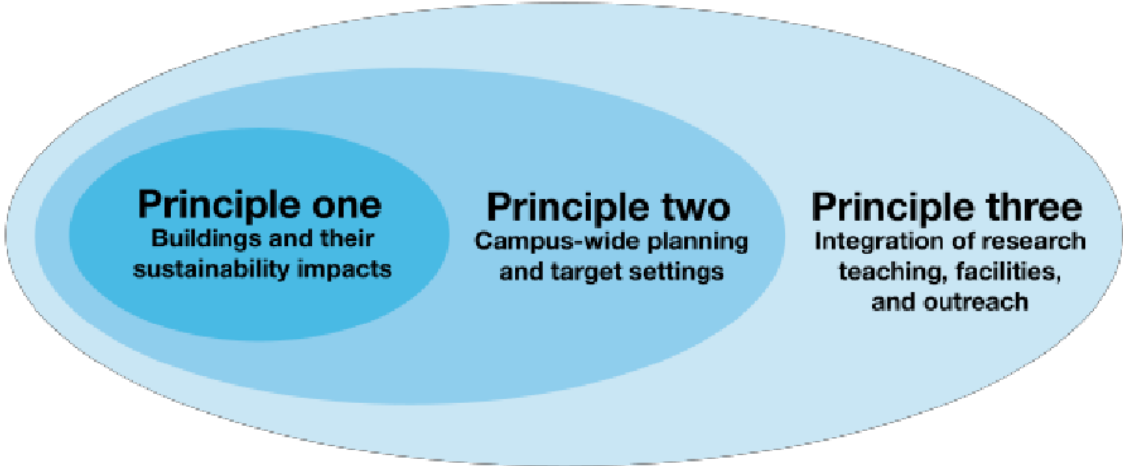 Principle one
Buildings and their
sustainability impacts
Principle two
Campus-wide planning
and target settings
Principle three
Integration of research
teaching, facilities,
and outreach